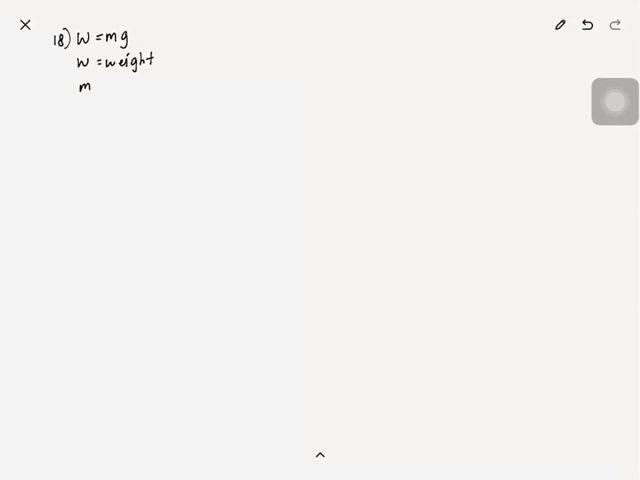 18) W = mg
W = weight
m